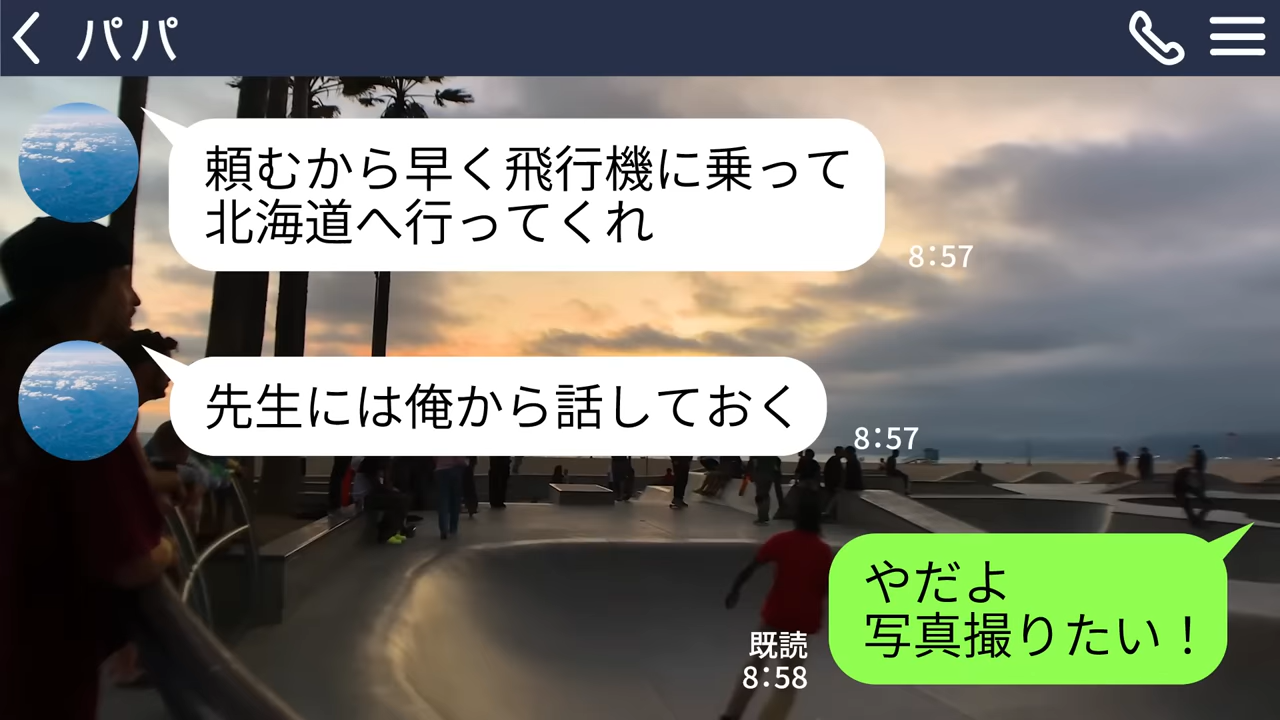 パパ
頼むから早く飛行機に乗って
北海道へ行ってくれ
8:57
先生には俺から話しておく
8:57
やだよ
写真撮りたい！
既読
8:58